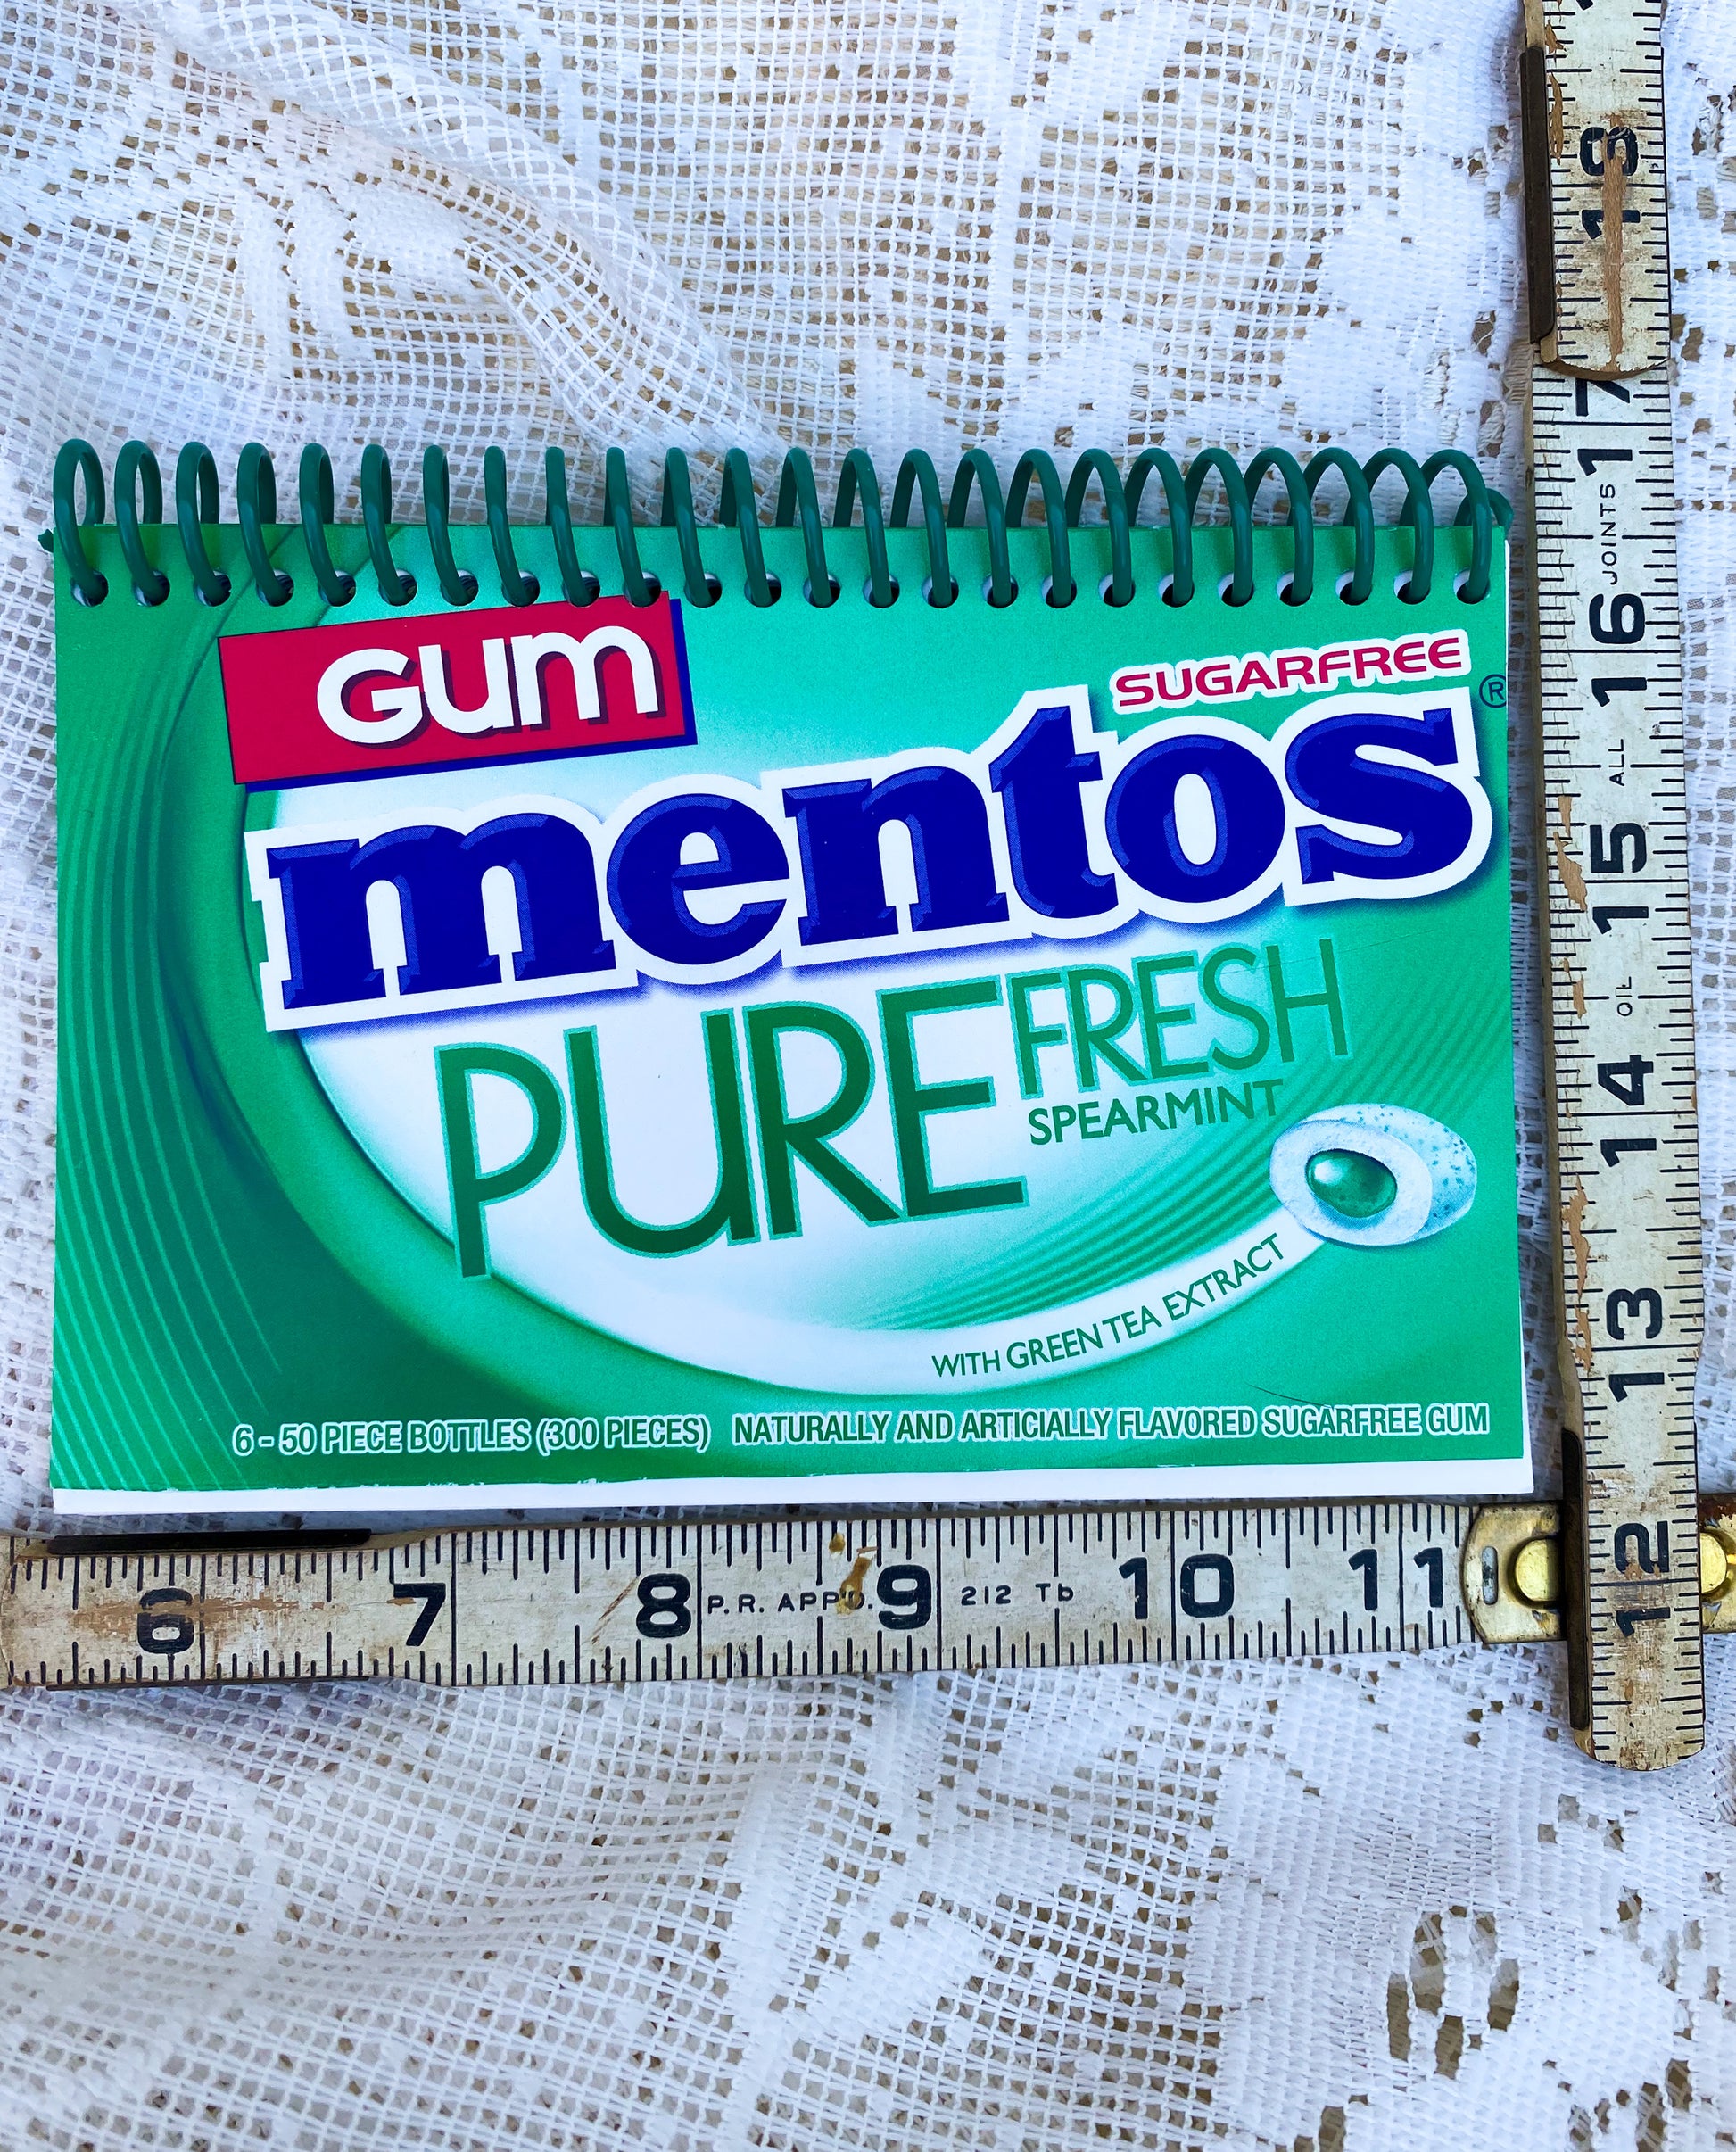 GUM
SUGARFREE
mentos®
PURE FRESH
SPEARMINT
WITH GREEN TEA EXTRACT
6 - 50 PIECE BOTTLES (300 PIECES) NATURALLY AND ARTICIALLY FLAVORED SUGARFREE GUM
6 7 8 P.R. APP'D. 9 212 Tb 10 11
12 13 14 OIL 15 ALL 16 JOINTS 17 18